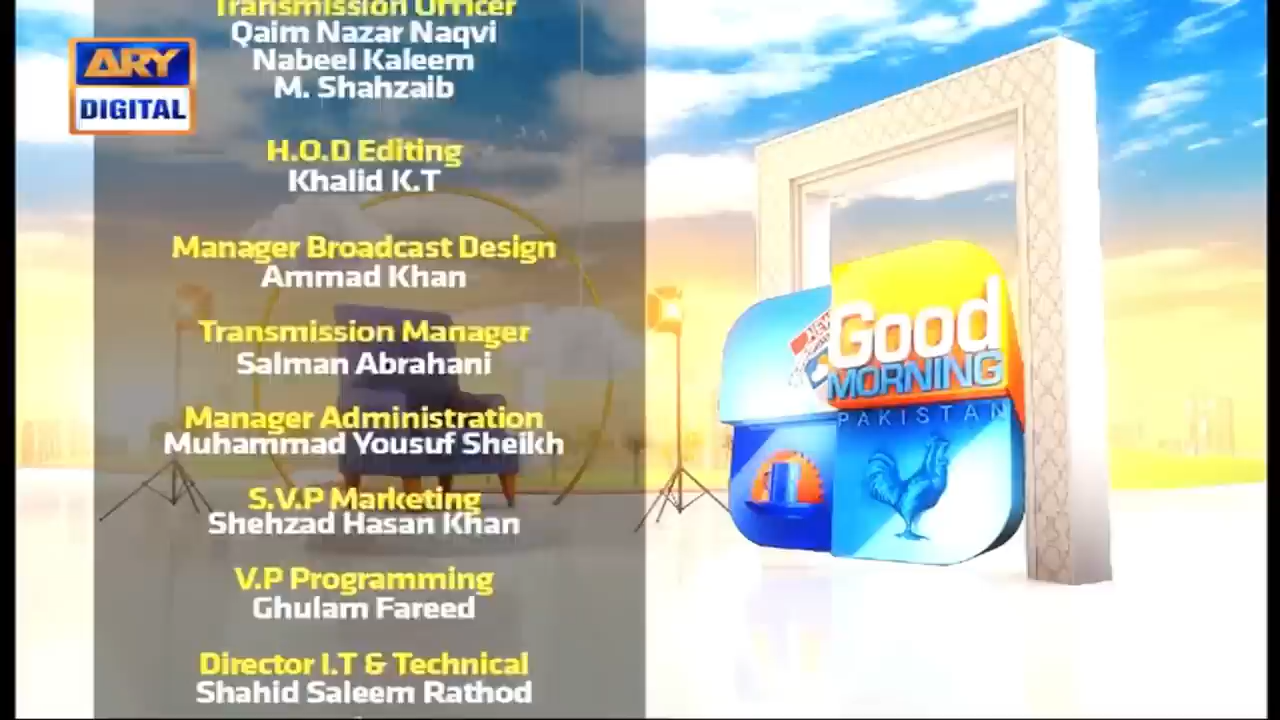 Transmission Officer
Qaim Nazar Naqvi
Nabeel Kaleem
M. Shahzaib
ARY
DIGITAL
H.O.D Editing
Khalid K.T
Manager Broadcast Design
Ammad Khan
Transmission Manager
Salman Abrahani
Manager Administration
Muhammad Yousuf Sheikh
S.V.P Marketing
Shehzad Hasan Khan
V.P Programming
Ghulam Fareed
Director I.T & Technical
Shahid Saleem Rathod
Good
MORNING
PAKISTAN